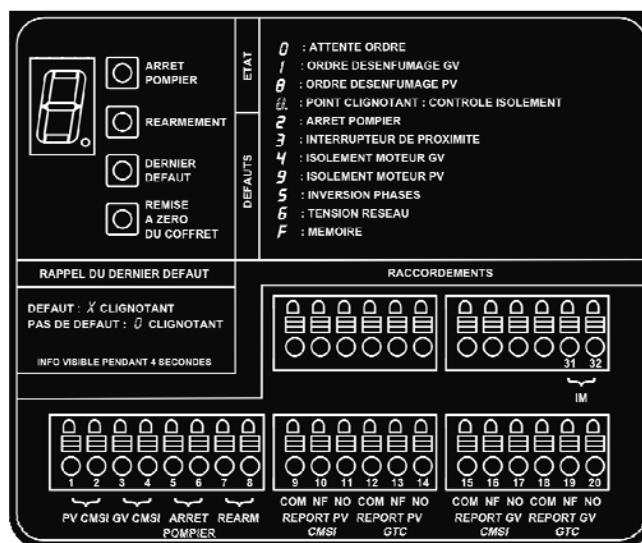 ARRET
POMPIER
REARMEMENT
DERNIER
DEFAUT
REMISE
A ZERO
DU COFFRET
ETAT
DEFAUTS
0 : ATTENTE ORDRE
1 : ORDRE DESENFUMAGE GV
8 : ORDRE DESENFUMAGE PV
0. : POINT CLIGNOTANT : CONTROLE ISOLEMENT
2 : ARRET POMPIER
3 : INTERRUPTEUR DE PROXIMITE
4 : ISOLEMENT MOTEUR GV
9 : ISOLEMENT MOTEUR PV
5 : INVERSION PHASES
6 : TENSION RESEAU
F : MEMOIRE
RAPPEL DU DERNIER DEFAUT
DEFAUT : X CLIGNOTANT
PAS DE DEFAUT : 0 CLIGNOTANT
INFO VISIBLE PENDANT 4 SECONDES
RACCORDEMENTS
31 32
IM
1 2 3 4 5 6 7 8
PV CMSI GV CMSI ARRET POMPIER REARM
9 10 11 12 13 14
COM NF NO COM NF NO
REPORT PV CMSI REPORT PV GTC
15 16 17 18 19 20
COM NF NO COM NF NO
REPORT GV CMSI REPORT GV GTC